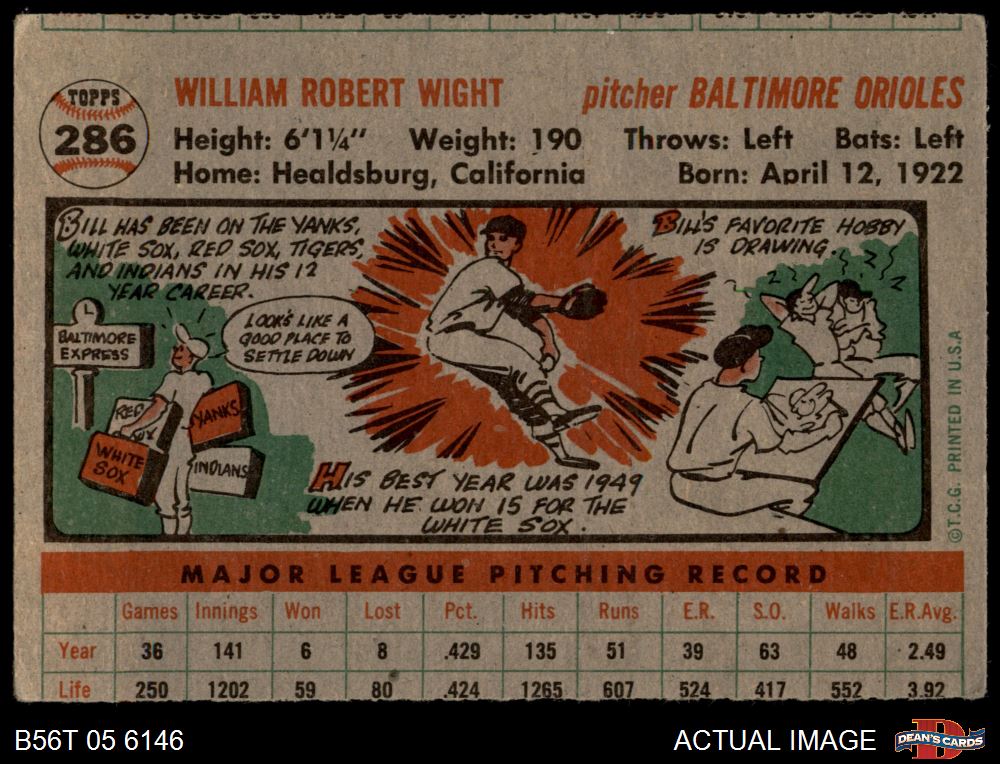 TOPPS
286
WILLIAM ROBERT WIGHT pitcher BALTIMORE ORIOLES
Height: 6'1¼" Weight: 190 Throws: Left Bats: Left
Home: Healdsburg, California Born: April 12, 1922
BILL HAS BEEN ON THE YANKS,
WHITE SOX, RED SOX, TIGERS,
AND INDIANS IN HIS 12
YEAR CAREER.
BALTIMORE
EXPRESS
LOOKS LIKE A
GOOD PLACE TO
SETTLE DOWN
RED
SOX
YANKS
WHITE
SOX
INDIANS
HIS BEST YEAR WAS 1949
WHEN HE WON 15 FOR THE
WHITE SOX.
BILL'S FAVORITE HOBBY
IS DRAWING.
©T.C.G. PRINTED IN U.S.A
MAJOR LEAGUE PITCHING RECORD
Games Innings Won Lost Pct. Hits Runs E.R. S.O. Walks E.R.Avg.
Year 36 141 6 8 .429 135 51 39 63 48 2.49
Life 250 1202 59 80 .424 1265 607 524 417 552 3.92
B56T 05 6146
ACTUAL IMAGE
DEAN'S CARDS